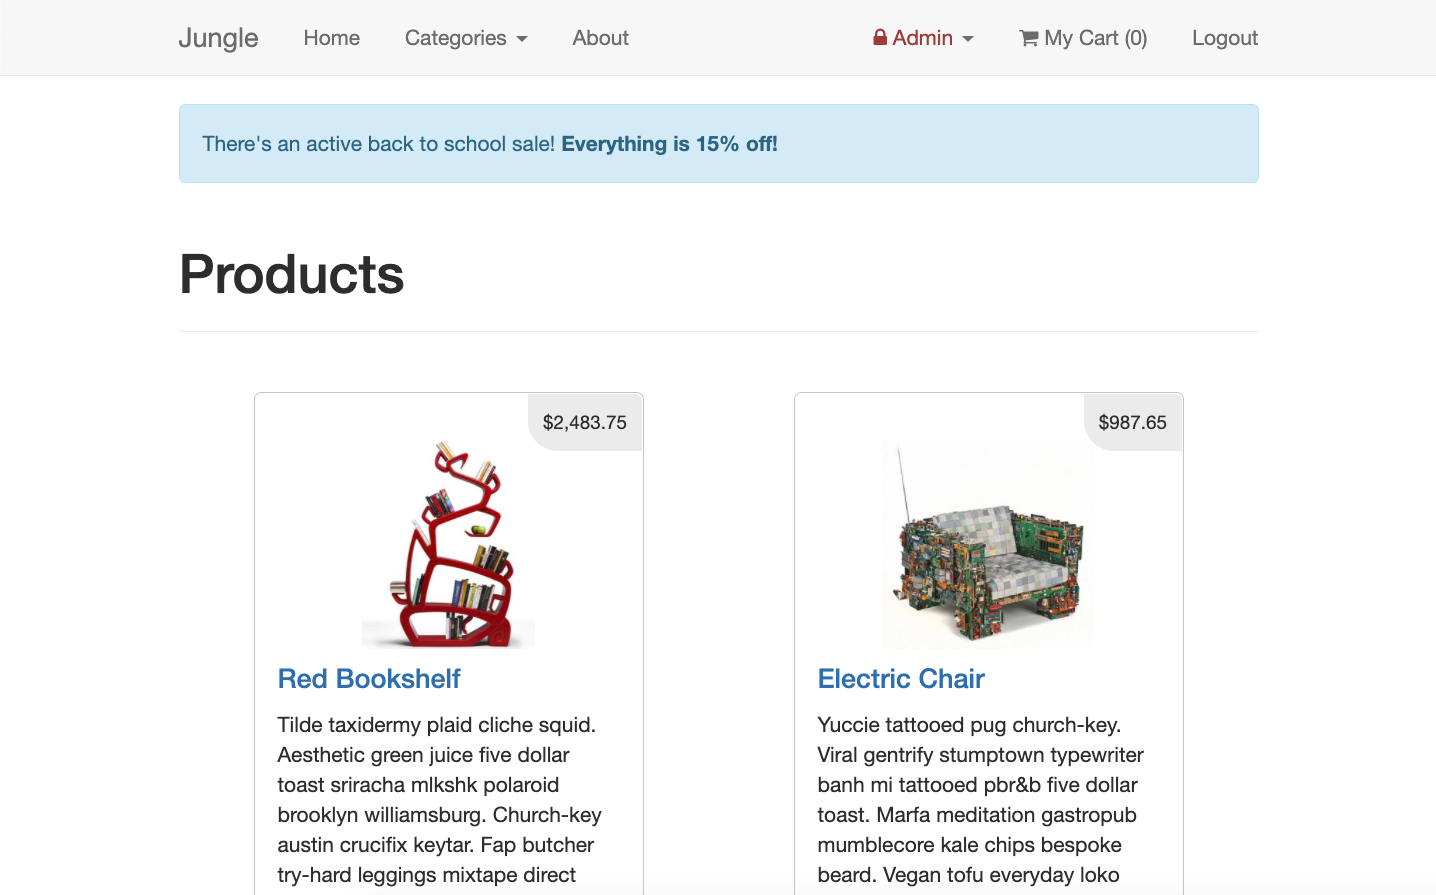 Jungle Home Categories About Admin My Cart (0) Logout
There's an active back to school sale! Everything is 15% off!
Products
$2,483.75
Red Bookshelf
Tilde taxidermy plaid cliche squid.
Aesthetic green juice five dollar
toast sriracha mlkshk polaroid
brooklyn williamsburg. Church-key
austin crucifix keytar. Fap butcher
try-hard leggings mixtape direct
$987.65
Electric Chair
Yuccie tattooed pug church-key.
Viral gentrify stumptown typewriter
banh mi tattooed pbr&b five dollar
toast. Marfa meditation gastropub
mumblecore kale chips bespoke
beard. Vegan tofu everyday loko